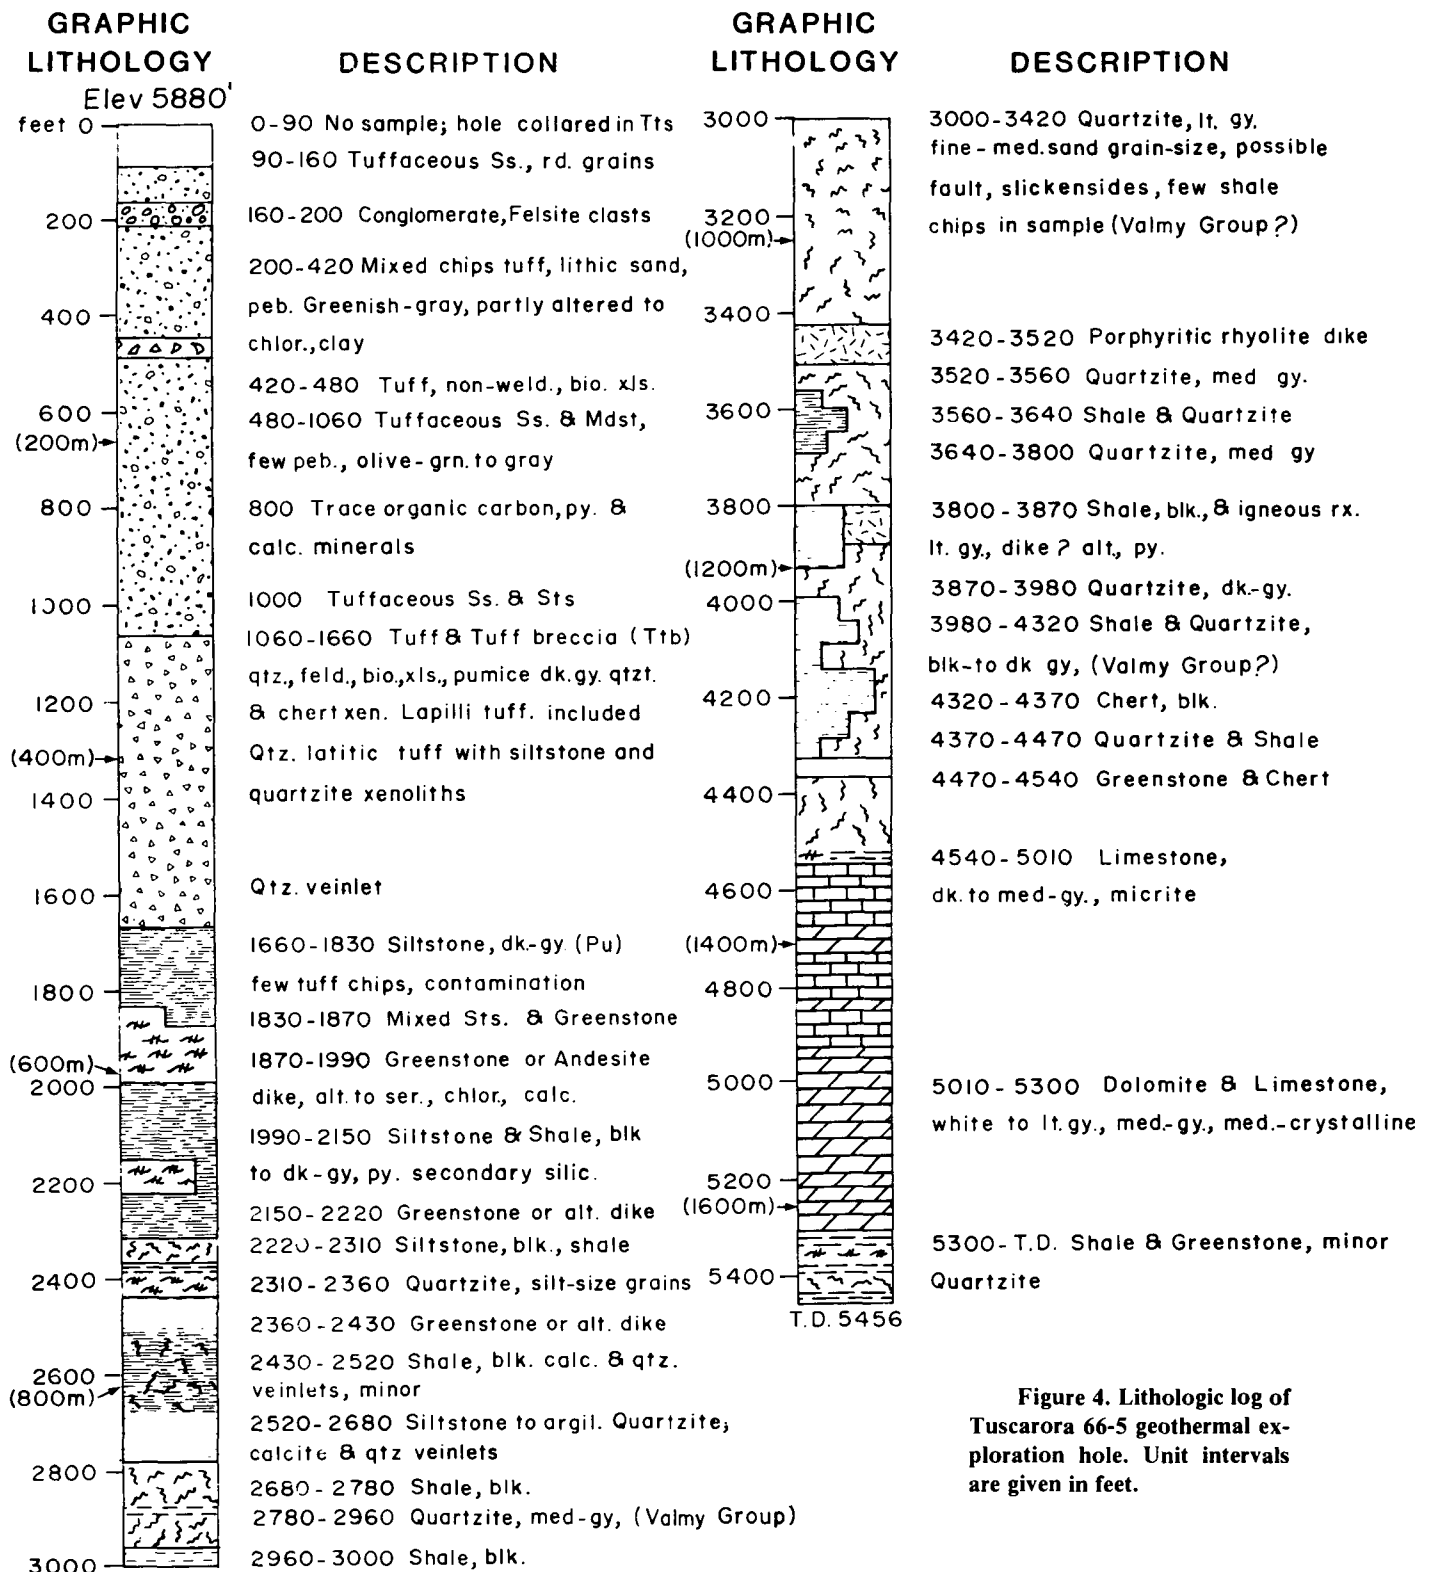 GRAPHIC
LITHOLOGY
DESCRIPTION
Elev 5880'
feet 0
200
400
600
(200m)
800
1000
1200
(400m)
1400
1600
1800
(600m)
2000
2200
2400
2600
(800m)
2800
3000
0-90 No sample; hole collared in Tts
90-160 Tuffaceous Ss., rd. grains
160-200 Conglomerate, Felsite clasts
200-420 Mixed chips tuff, lithic sand,
peb. Greenish-gray, partly altered to
chlor., clay
420-480 Tuff, non-weld., bio. xls.
480-1060 Tuffaceous Ss. & Mdst,
few peb., olive-grn. to gray
800 Trace organic carbon, py. &
calc. minerals
1000 Tuffaceous Ss. & Sts
1060-1660 Tuff & Tuff breccia (Ttb)
qtz., feld., bio., xls., pumice dk. gy. qtzt.
& chert xen. Lapilli tuff. included
Qtz. latitic tuff with siltstone and
quartzite xenoliths
Qtz. veinlet
1660-1830 Siltstone, dk.-gy. (Pu)
few tuff chips, contamination
1830-1870 Mixed Sts. & Greenstone
1870-1990 Greenstone or Andesite
dike, alt. to ser., chlor., calc.
1990-2150 Siltstone & Shale, blk
to dk-gy, py. secondary silic.
2150-2220 Greenstone or alt. dike
2220-2310 Siltstone, blk., shale
2310-2360 Quartzite, silt-size grains
2360-2430 Greenstone or alt. dike
2430-2520 Shale, blk. calc. & qtz.
veinlets, minor
2520-2680 Siltstone to argil. Quartzite;
calcite & qtz veinlets
2680-2780 Shale, blk.
2780-2960 Quartzite, med-gy, (Valmy Group)
2960-3000 Shale, blk.
GRAPHIC
LITHOLOGY
DESCRIPTION
3000
3200
(1000m)
3400
3600
3800
(1200m)
4000
4200
4400
4600
(1400m)
4800
5000
5200
(1600m)
5400
T.D. 5456
3000-3420 Quartzite, lt. gy.
fine-med. sand grain-size, possible
fault, slickensides, few shale
chips in sample (Valmy Group?)
3420-3520 Porphyritic rhyolite dike
3520-3560 Quartzite, med gy.
3560-3640 Shale & Quartzite
3640-3800 Quartzite, med gy
3800-3870 Shale, blk., & igneous rx.
lt. gy., dike? alt., py.
3870-3980 Quartzite, dk.-gy.
3980-4320 Shale & Quartzite,
blk-to dk gy, (Valmy Group?)
4320-4370 Chert, blk.
4370-4470 Quartzite & Shale
4470-4540 Greenstone & Chert
4540-5010 Limestone,
dk. to med-gy., micrite
5010-5300 Dolomite & Limestone,
white to lt. gy., med.-gy., med.-crystalline
5300-T.D. Shale & Greenstone, minor
Quartzite
Figure 4. Lithologic log of
Tuscarora 66-5 geothermal ex-
ploration hole. Unit intervals
are given in feet.